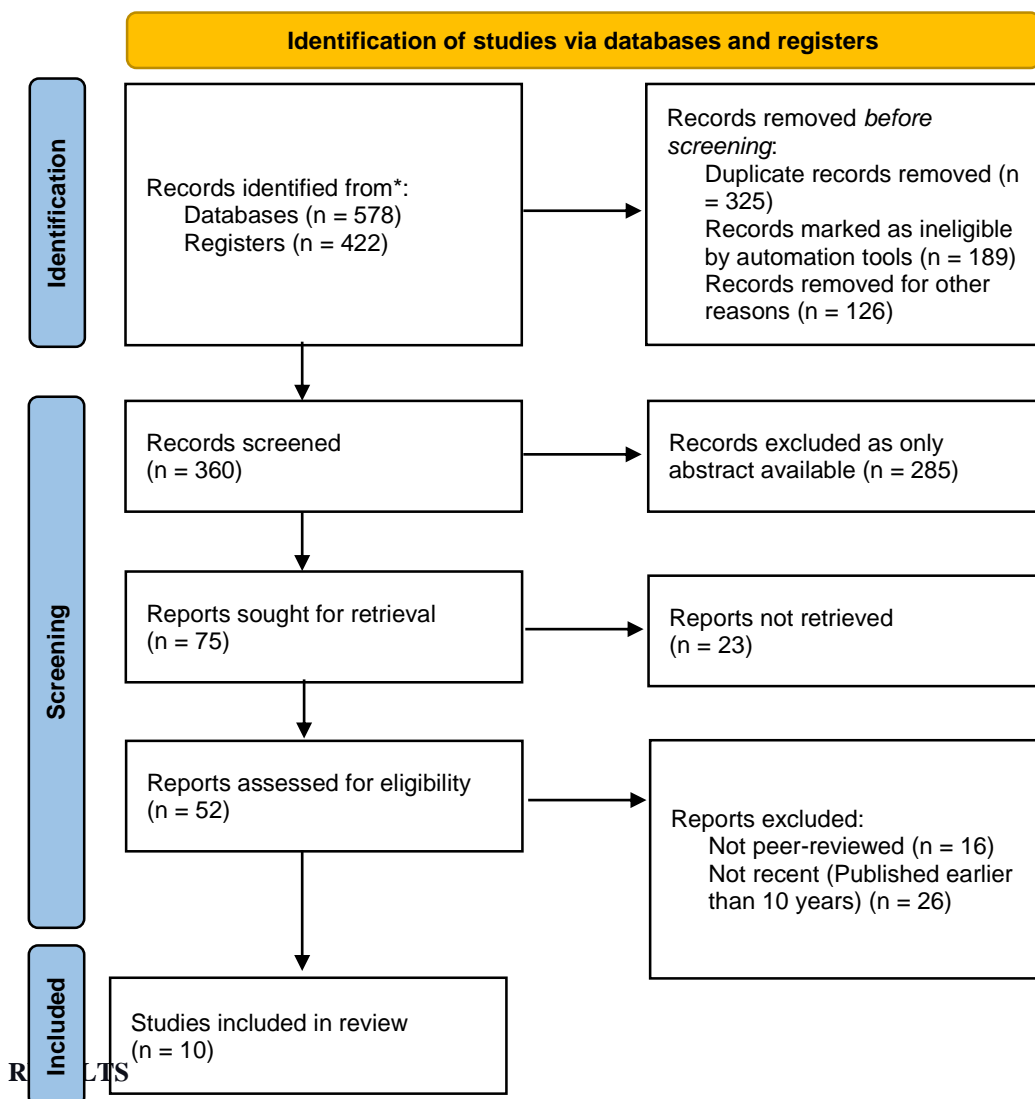 Identification of studies via databases and registers
Identification
Records identified from*:
Databases (n = 578)
Registers (n = 422)
Records removed before
screening:
Duplicate records removed (n
= 325)
Records marked as ineligible
by automation tools (n = 189)
Records removed for other
reasons (n = 126)
Screening
Records screened
(n = 360)
Records excluded as only
abstract available (n = 285)
Reports sought for retrieval
(n = 75)
Reports not retrieved
(n = 23)
Reports assessed for eligibility
(n = 52)
Reports excluded:
Not peer-reviewed (n = 16)
Not recent (Published earlier
than 10 years) (n = 26)
Included
Studies included in review
(n = 10)